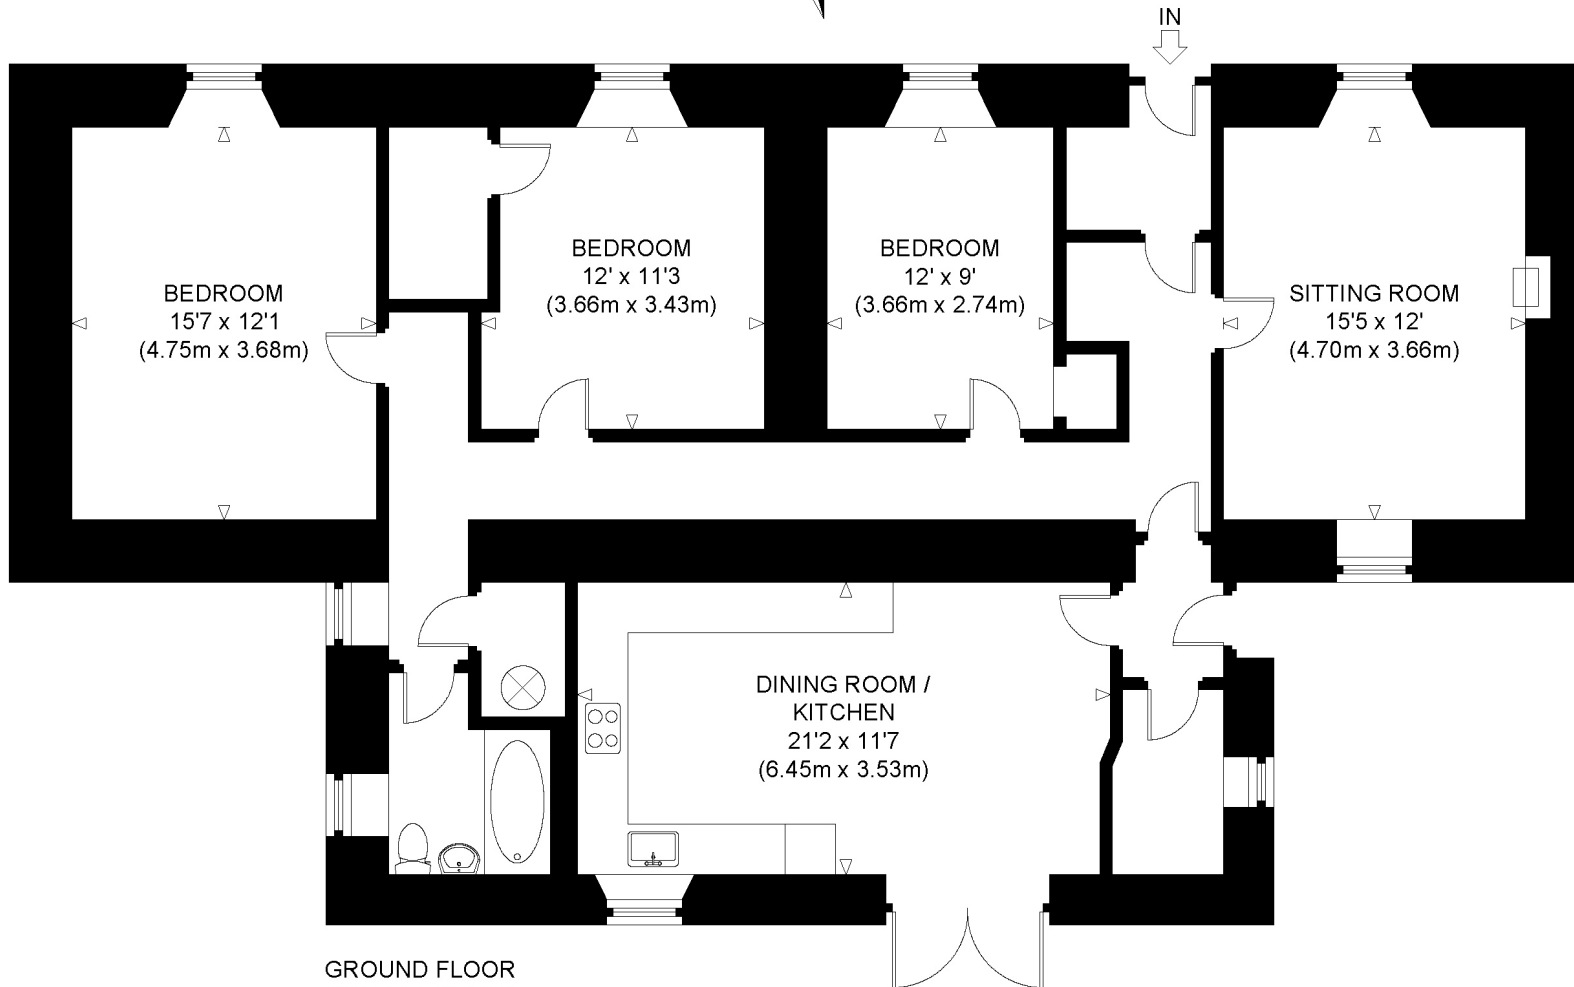 IN
BEDROOM
15'7 x 12'1
(4.75m x 3.68m)
BEDROOM
12' x 11'3
(3.66m x 3.43m)
BEDROOM
12' x 9'
(3.66m x 2.74m)
SITTING ROOM
15'5 x 12'
(4.70m x 3.66m)
DINING ROOM /
KITCHEN
21'2 x 11'7
(6.45m x 3.53m)
GROUND FLOOR